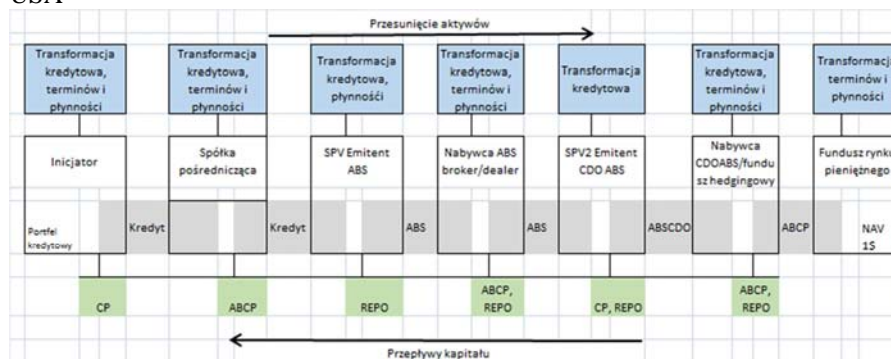 USA
Przesunięcie aktywów
Transformacja
kredytowa,
terminów i
płynności
Transformacja
kredytowa,
terminów i
płynności
Transformacja
kredytowa,
płynnośći
Transformacja
kredytowa,
terminów i
płynności
Transformacja
kredytowa
Transformacja
kredytowa,
terminów i
płynności
Transformacja
terminów i
płynności
Inicjator
Spółka
pośrednicząca
SPV Emitent
ABS
Nabywca ABS
broker/dealer
SPV2 Emitent
CDO ABS
Nabywca
CDOABS/fundu
sz hedgingowy
Fundusz rynku
pieniężnego
Portfel
kredytowy
Kredyt
Kredyt
ABS
ABS
ABSCDO
ABCP
NAV
1$
CP
ABCP
REPO
ABCP,
REPO
CP, REPO
ABCP,
REPO
Przepływy kapitału